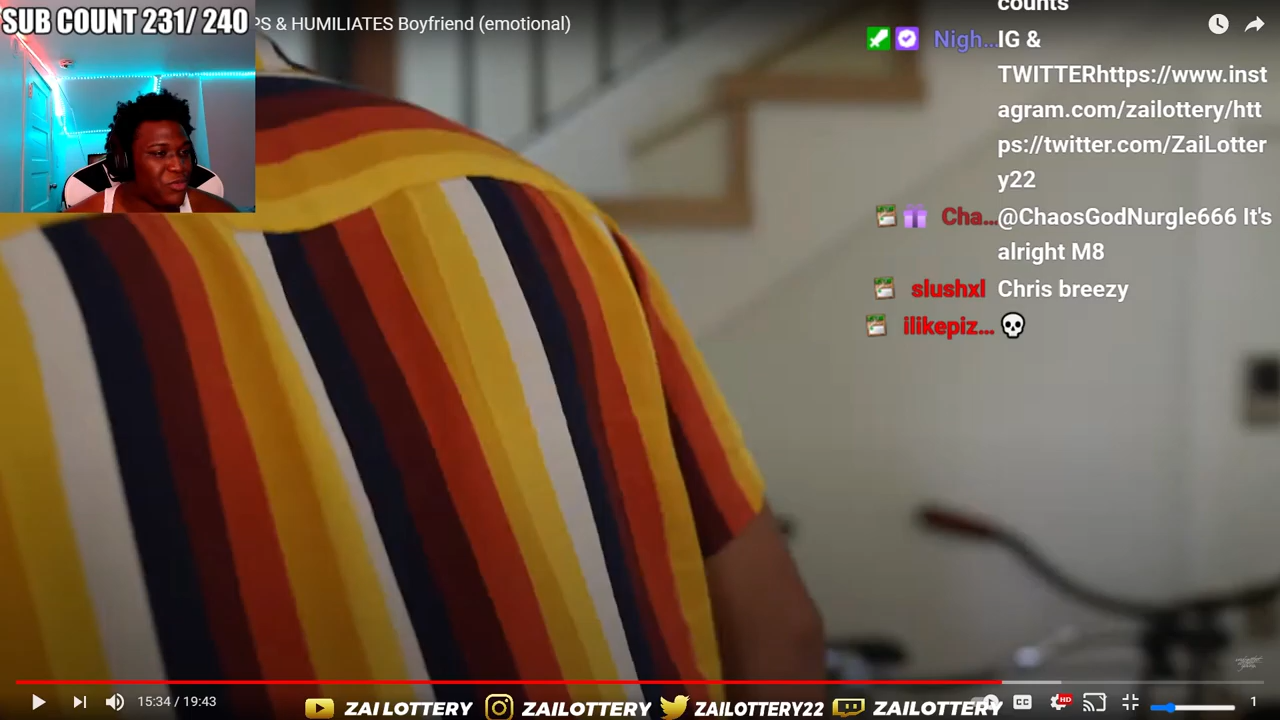 SUB COUNT 231/ 240
PS & HUMILIATES Boyfriend (emotional)
counts
Nigh... IG &
TWITTERhttps://www.inst
agram.com/zailottery/htt
ps://twitter.com/ZaiLotter
y22
Cha... @ChaosGodNurgle666 It's
alright M8
slushxl Chris breezy
ilikepiz... 💀
15:34 / 19:43
CC
HD
1
ZAI LOTTERY
ZAILOTTERY
ZAILOTTERY22
ZAILOTTERY